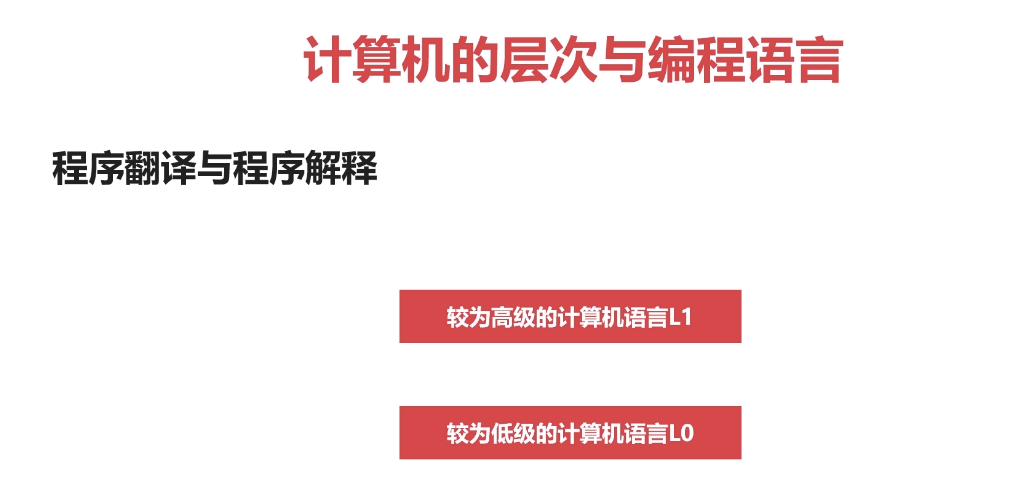 计算机的层次与编程语言
程序翻译与程序解释
较为高级的计算机语言L1
较为低级的计算机语言L0